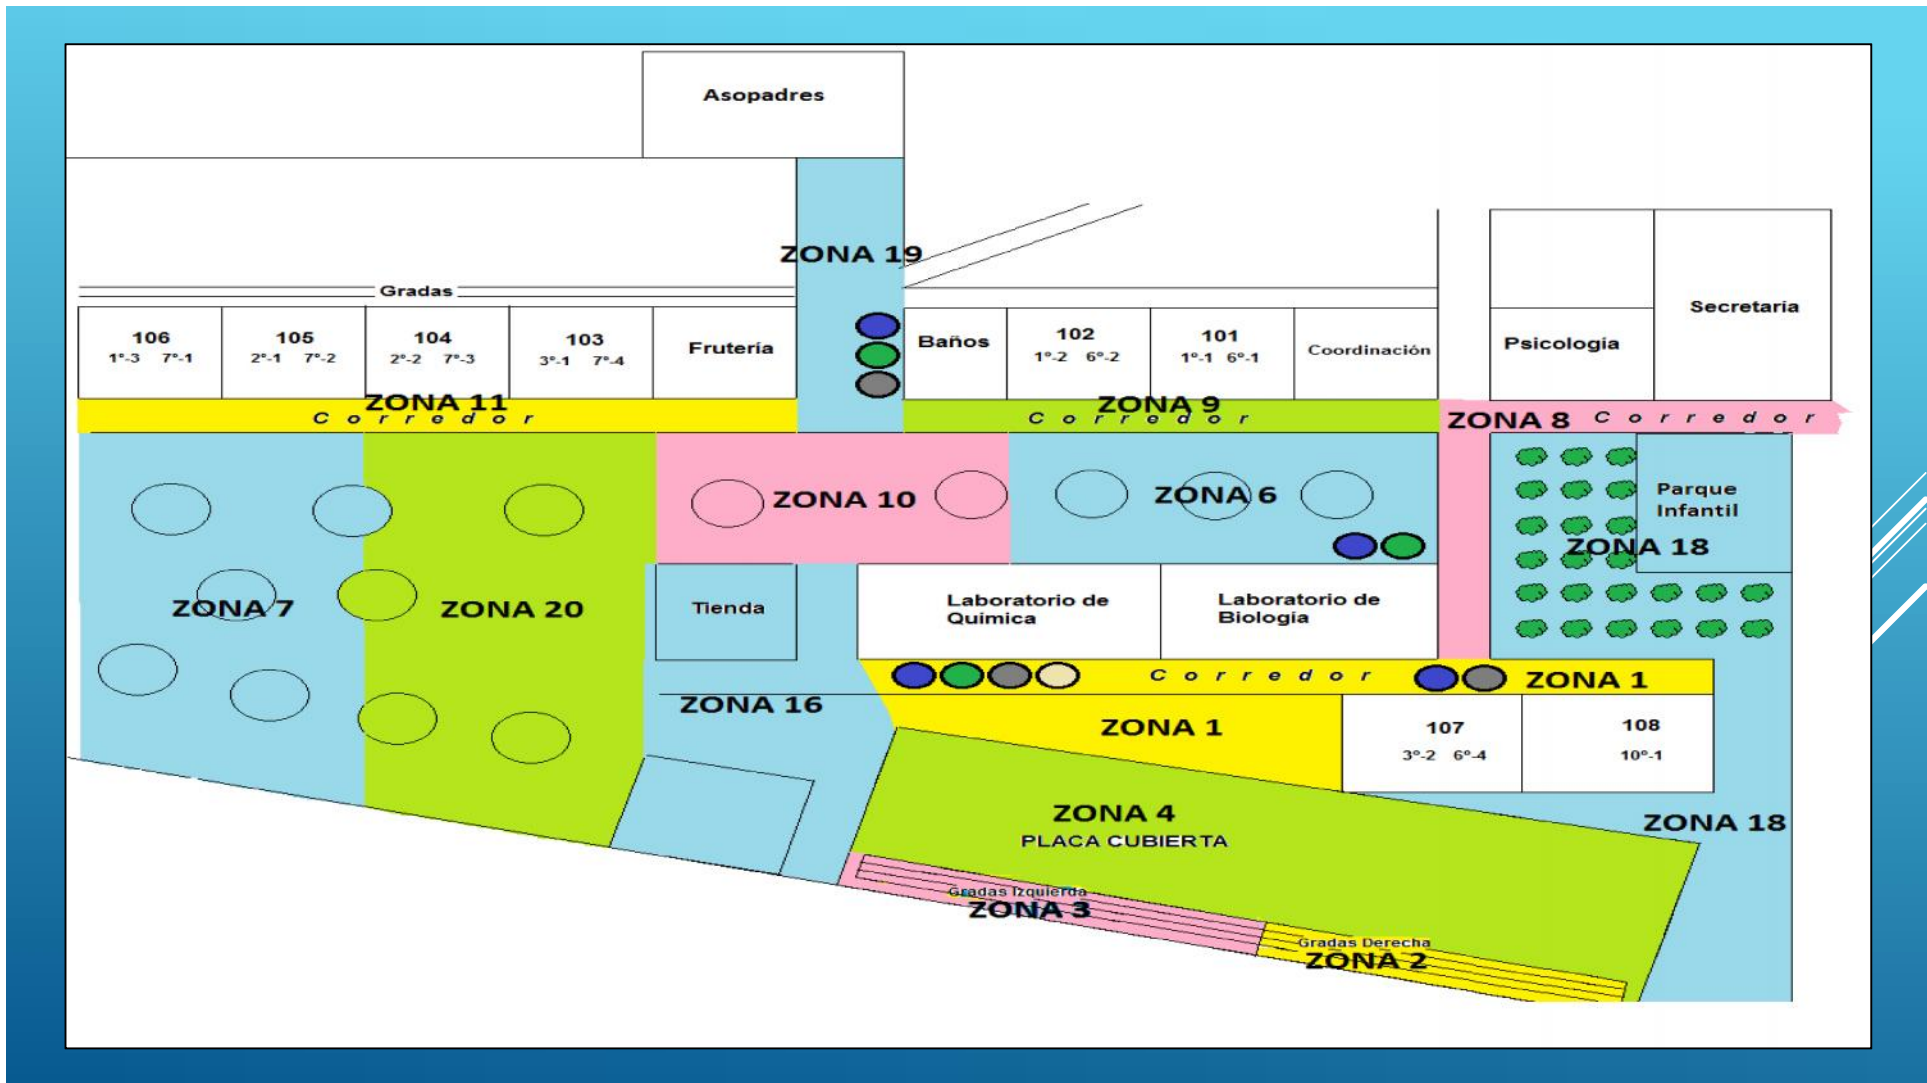 Asopadres
ZONA 19
Gradas
106
1°-3 7°-1
105
2°-1 7°-2
104
2°-2 7°-3
103
3°-1 7°-4
Frutería
Baños
102
1°-2 6°-2
101
1°-1 6°-1
Coordinación
Psicologia
Secretaría
ZONA 11
Corredor
ZONA 9
Corredor
ZONA 8
Corredor
ZONA 10
ZONA 6
Parque
Infantil
ZONA 18
ZONA 7
ZONA 20
Tienda
Laboratorio de
Química
Laboratorio de
Biología
Corredor
ZONA 1
ZONA 16
ZONA 1
107
3°-2 6°-4
108
10°-1
ZONA 4
PLACA CUBIERTA
ZONA 18
Gradas Izquierda
ZONA 3
Gradas Derecha
ZONA 2